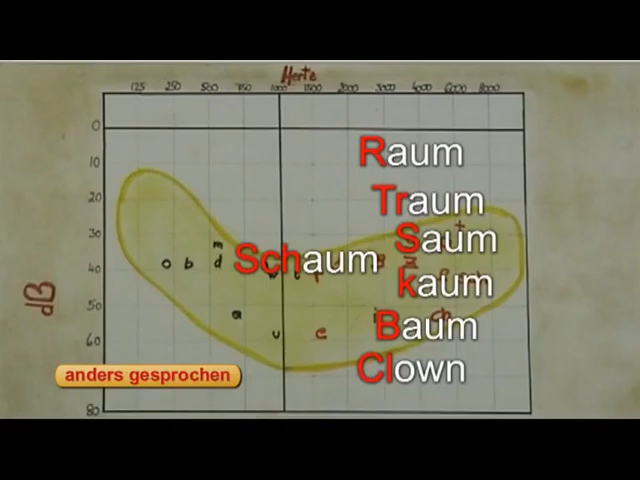 Hertz
125 250 500 750 1000 1500 2000 3000 4000 6000 8000
0
10
Raum
20
Traum
30
Saum
m
Schaum
40
o b d
kaum
dB
50
a
Baum
60
u e
Clown
anders gesprochen
80